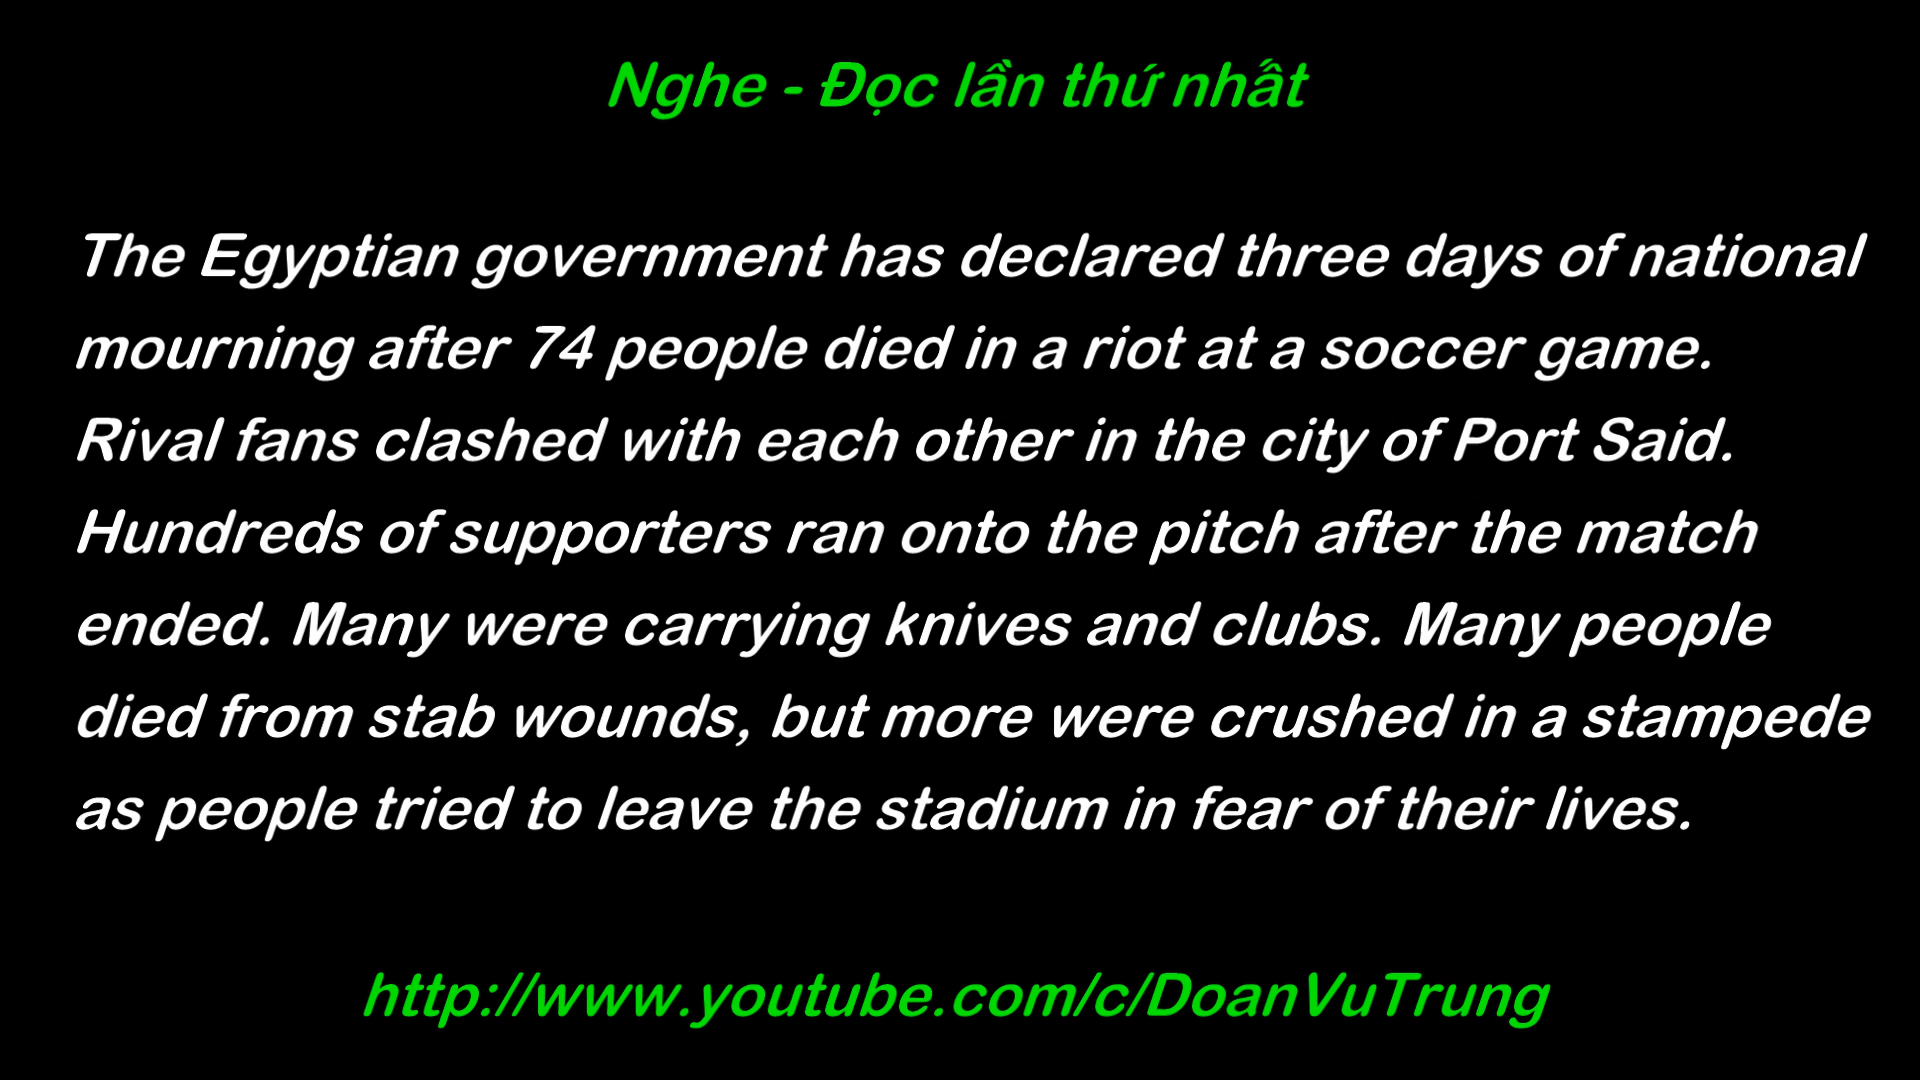 Nghe - Đọc lần thứ nhất
The Egyptian government has declared three days of national
mourning after 74 people died in a riot at a soccer game.
Rival fans clashed with each other in the city of Port Said.
Hundreds of supporters ran onto the pitch after the match
ended. Many were carrying knives and clubs. Many people
died from stab wounds, but more were crushed in a stampede
as people tried to leave the stadium in fear of their lives.
http://www.youtube.com/c/DoanVuTrung